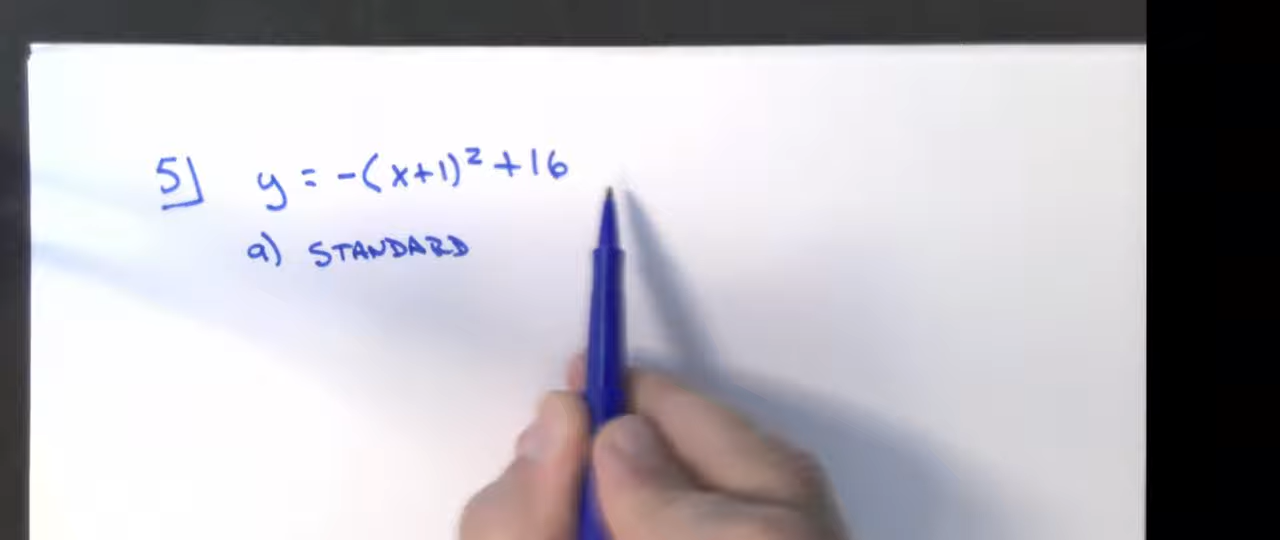 5] y = -(x+1)² +16
a) STANDARD